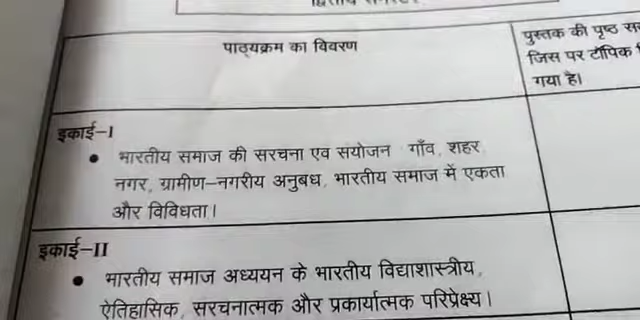 पाठ्यक्रम का विवरण
पुस्तक की पृष्ठ
जिस पर टॉपिक
गया है।
इकाई–I
• भारतीय समाज की सरचना एव सयोजन गाँव, शहर,
नगर, ग्रामीण–नगरीय अनुबध, भारतीय समाज में एकता
और विविधता।
इकाई–II
• भारतीय समाज अध्ययन के भारतीय विद्याशास्त्रीय,
ऐतिहासिक, सरचनात्मक और प्रकार्यात्मक परिप्रेक्ष्य।